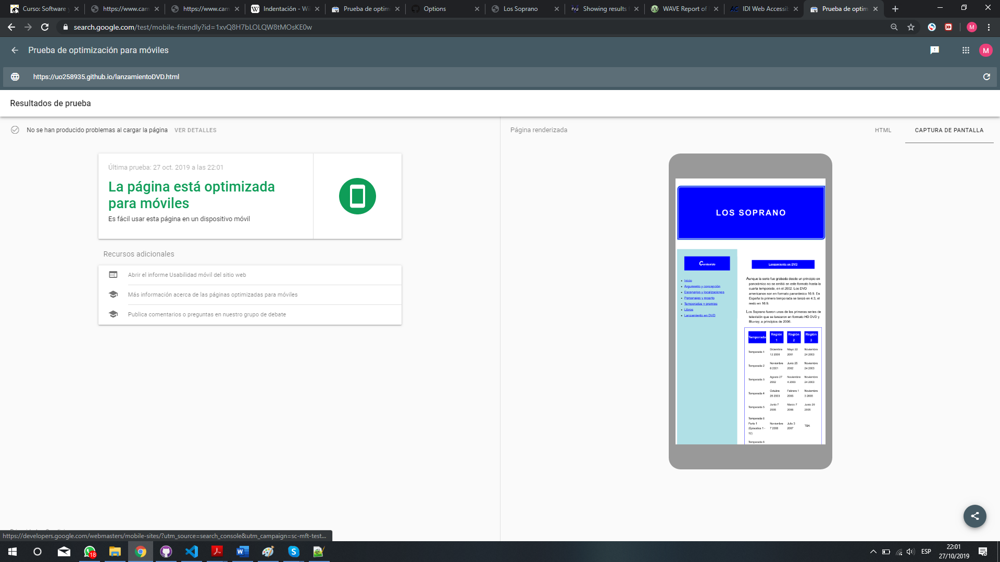 Curso: Software y
https://www.cam
https://www.cam
Indentación - Wi
Prueba de optim
Options
Los Soprano
Showing results f
WAVE Report of
IDI Web Accessib
Prueba de optim
search.google.com/test/mobile-friendly?id=1xvQ8H7bLOLQW8tMOsKE0w
M
Prueba de optimización para móviles
M
https://uo258935.github.io/lanzamientoDVD.html
Resultados de prueba
No se han producido problemas al cargar la página VER DETALLES
Página renderizada
HTML
CAPTURA DE PANTALLA
Última prueba: 27 oct. 2019 a las 22:01
La página está optimizada
para móviles
Es fácil usar esta página en un dispositivo móvil
Recursos adicionales
Abrir el informe Usabilidad móvil del sitio web
Más información acerca de las páginas optimizadas para móviles
Publica comentarios o preguntas en nuestro grupo de debate
LOS SOPRANO
Contenido
Inicio
Argumento y concepción
Escenarios y localizaciones
Personajes y reparto
Temporadas y premios
Libros
Lanzamiento en DVD
Lanzamiento en DVD
Aunque la serie fue grabada desde un principio en
panorámico no se emitió en este formato hasta la
cuarta temporada, en el 2002. Los DVD
americanos son en formato panorámico 16:9. En
España la primera temporada se lanzó en 4:3, el
resto en 16:9.
Los Soprano fueron unas de las primeras series de
televisión que se lanzaron en formato HD DVD y
Blu-ray, a principios de 2006.
Temporada Región 1 Región 2 Región 3
Temporada 1 Diciembre 12 2000 Mayo 22 2001 Noviembre 24 2003
Temporada 2 Noviembre 6 2001 Junio 25 2002 Noviembre 24 2003
Temporada 3 Agosto 27 2002 Noviembre 4 2003 Noviembre 24 2003
Temporada 4 Octubre 28 2003 Febrero 1 2005 Noviembre 3 2003
Temporada 5 Junio 7 2005 Marzo 7 2006 Junio 20 2005
Temporada 6 Parte 1 (Episodios 1 - 12) Noviembre 7 2006 Julio 3 2007 TBA
Temporada 6
https://developers.google.com/webmasters/mobile-sites/?utm_source=search_console&utm_campaign=sc-mft-test...
18
ESP
22:01
27/10/2019